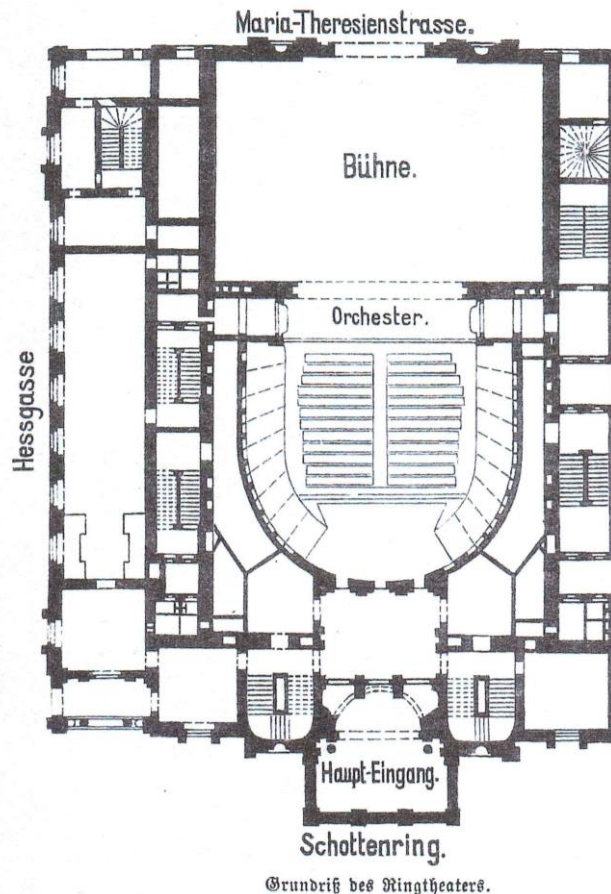 Maria-Theresienstrasse.
Bühne.
Orchester.
Hessgasse
Haupt-Eingang.
Schottenring.
Grundriß des Ringtheaters.